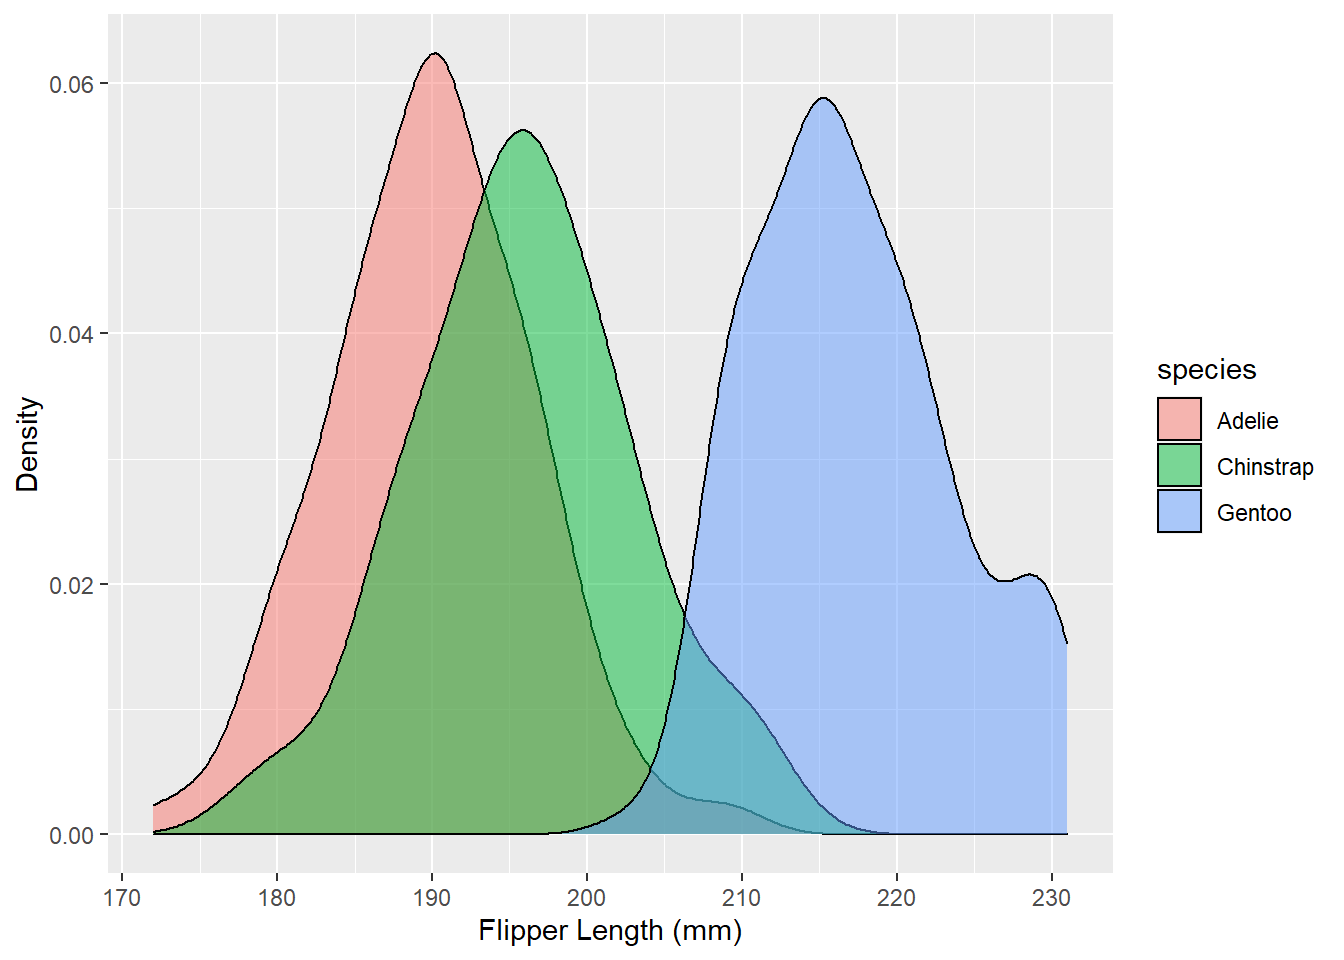 0.06
0.04
0.02
0.00
Density
170 180 190 200 210 220 230
Flipper Length (mm)
species
Adelie
Chinstrap
Gentoo